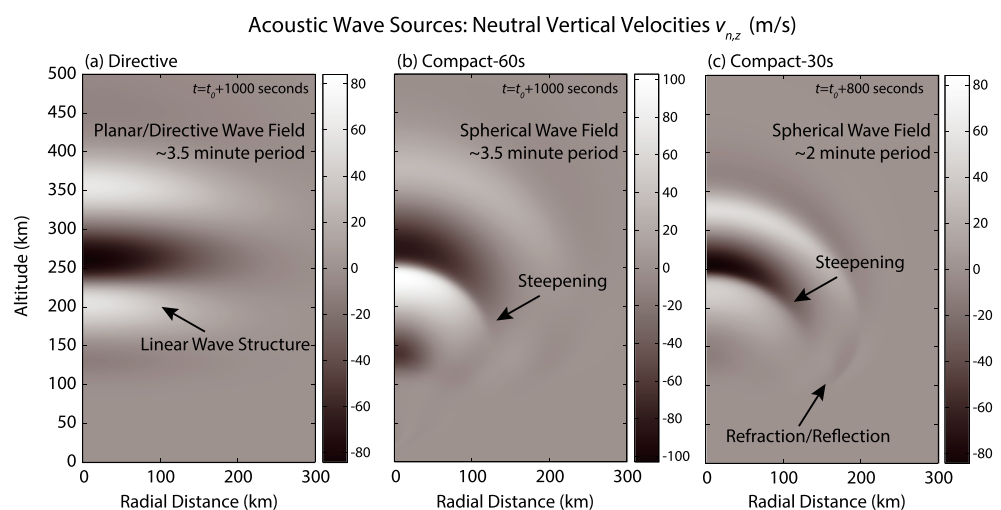 Acoustic Wave Sources: Neutral Vertical Velocities v_n,z (m/s)
(a) Directive
(b) Compact-60s
(c) Compact-30s
t=t₀+1000 seconds
Planar/Directive Wave Field
~3.5 minute period
Linear Wave Structure
t=t₀+1000 seconds
Spherical Wave Field
~3.5 minute period
Steepening
t=t₀+800 seconds
Spherical Wave Field
~2 minute period
Steepening
Refraction/Reflection
Altitude (km)
500
450
400
350
300
250
200
150
100
50
0
0 100 200 300
Radial Distance (km)
80
60
40
20
0
-20
-40
-60
-80
0 100 200 300
Radial Distance (km)
100
80
60
40
20
0
-20
-40
-60
-80
-100
0 100 200 300
Radial Distance (km)
80
60
40
20
0
-20
-40
-60
-80